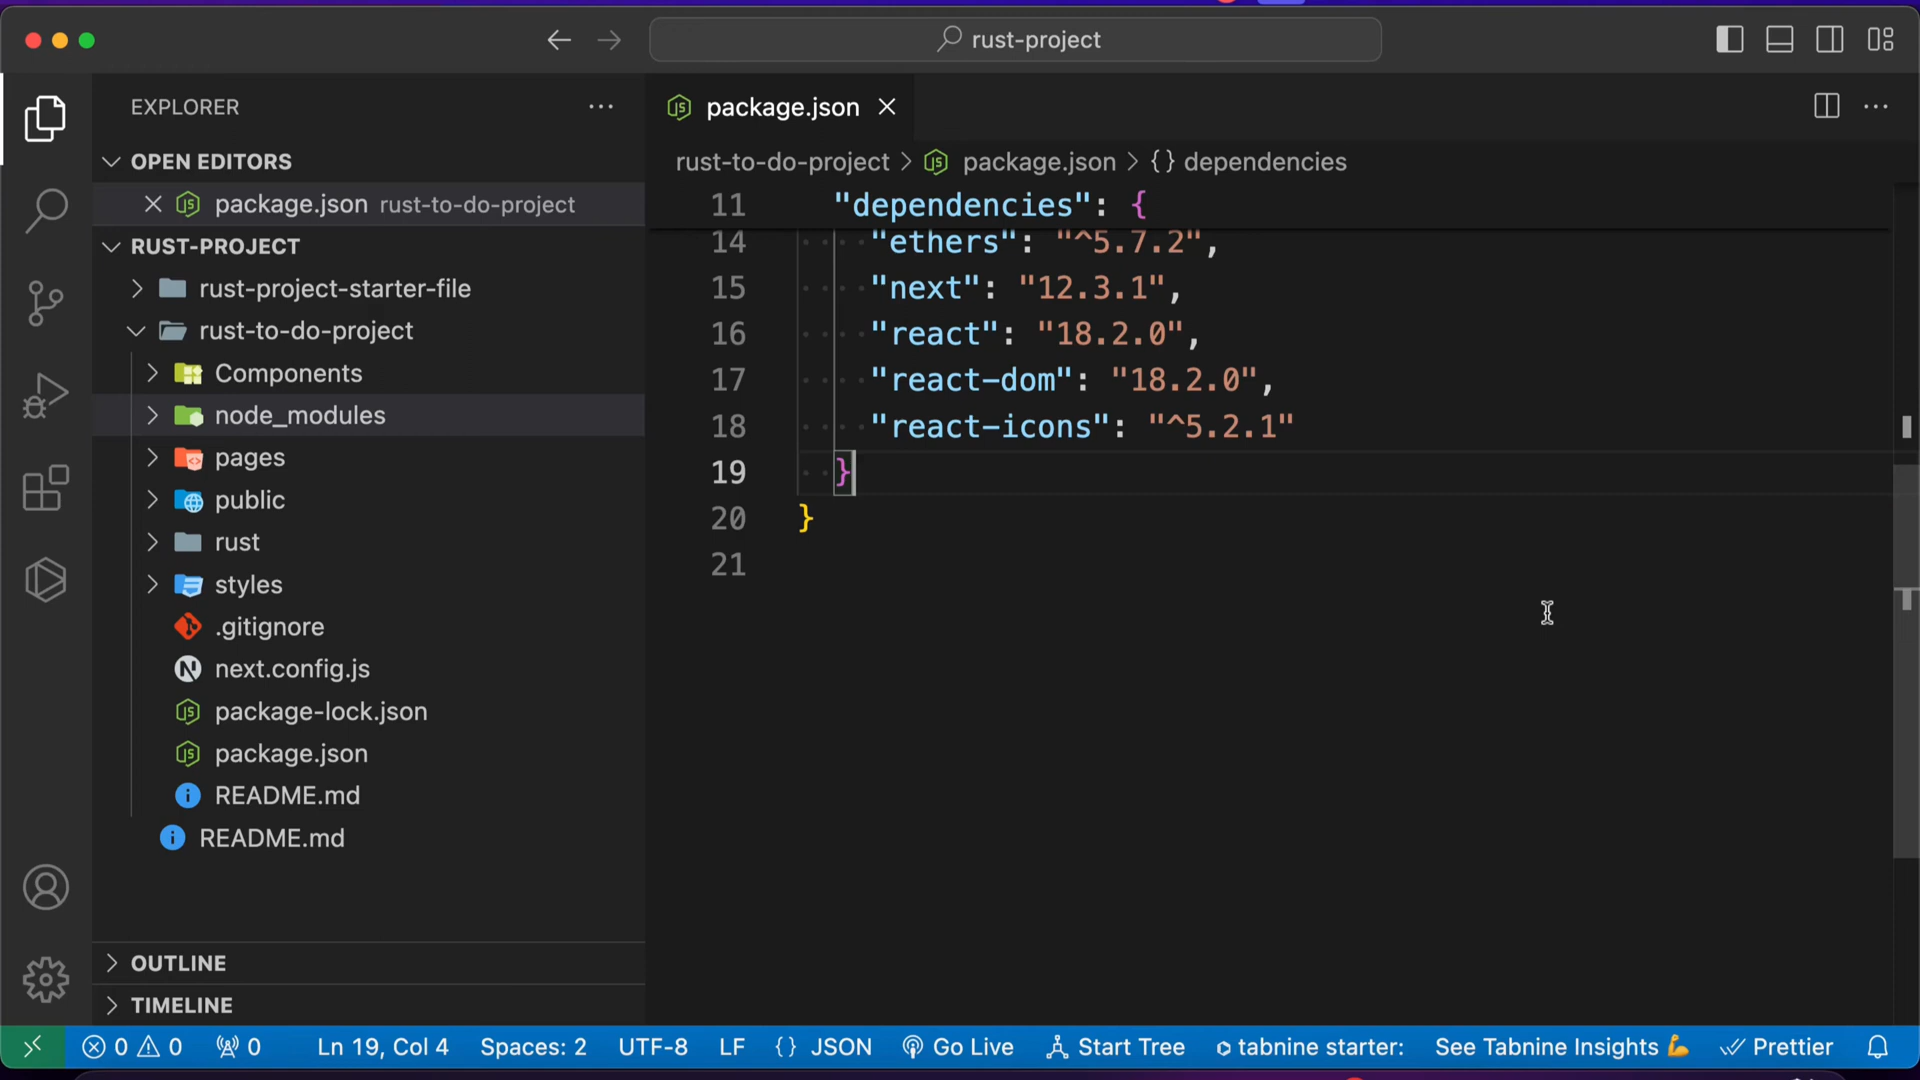 rust-project
EXPLORER
OPEN EDITORS
package.json rust-to-do-project
RUST-PROJECT
rust-project-starter-file
rust-to-do-project
Components
node_modules
pages
public
rust
styles
.gitignore
next.config.js
package-lock.json
package.json
README.md
README.md
OUTLINE
TIMELINE
package.json
rust-to-do-project > package.json > {} dependencies
11 "dependencies": {
14 "ethers": "^5.7.2",
15 "next": "12.3.1",
16 "react": "18.2.0",
17 "react-dom": "18.2.0",
18 "react-icons": "^5.2.1"
19 }
20 }
21
0 0 0 Ln 19, Col 4 Spaces: 2 UTF-8 LF {} JSON Go Live Start Tree tabnine starter: See Tabnine Insights 💪 Prettier